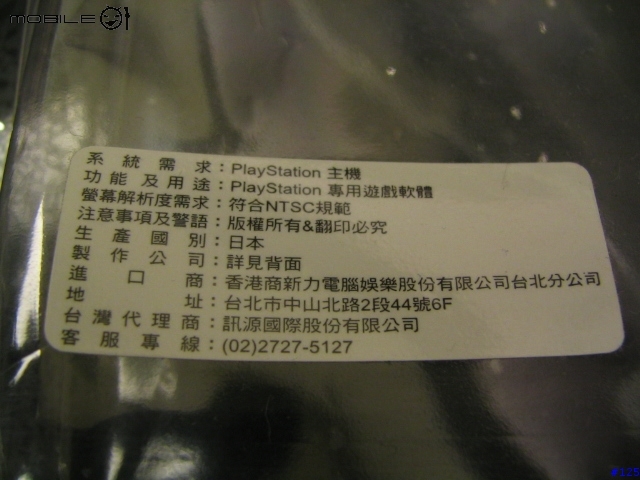 MOBILE01
系統需求：PlayStation 主機
功能及用途：PlayStation 專用遊戲軟體
螢幕解析度需求：符合NTSC規範
注意事項及警語：版權所有&翻印必究
生產國別：日本
製作公司：詳見背面
進口商：香港商新力電腦娛樂股份有限公司台北分公司
地址：台北市中山北路2段44號6F
台灣代理商：訊源國際股份有限公司
客服專線：(02)2727-5127